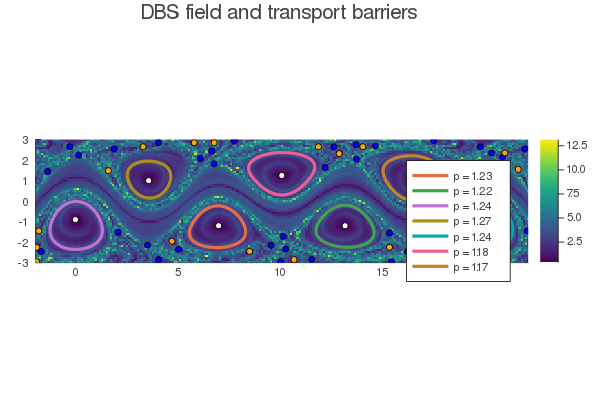 DBS field and transport barriers
3
2
1
0
-1
-2
-3
0
5
10
15
p = 1.23
p = 1.22
p = 1.24
p = 1.27
p = 1.24
p = 1.18
p = 1.17
12.5
10.0
7.5
5.0
2.5